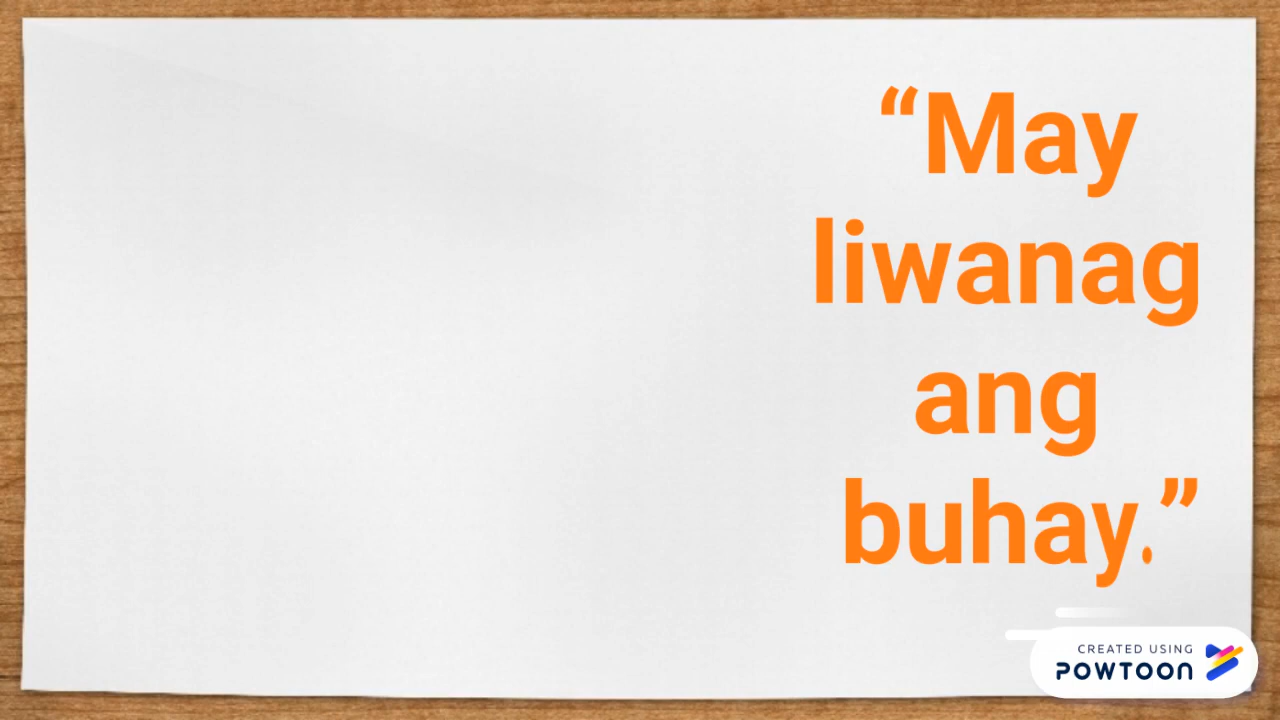 “May
liwanag
ang
buhay.”
CREATED USING
POWTOON